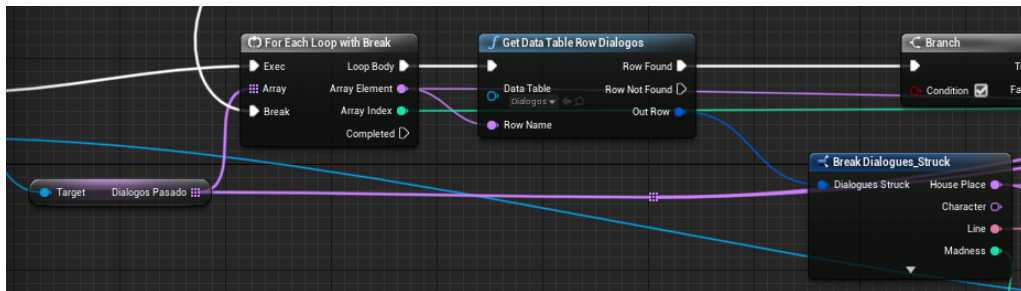 For Each Loop with Break
Exec
Loop Body
Array
Array Element
Break
Array Index
Completed
Get Data Table Row Dialogos
Row Found
Data Table
Dialogos
Row Not Found
Out Row
Row Name
Branch
Condition
Target
Dialogos Pasado
Break Dialogues_Struck
Dialogues Struck
House Place
Character
Line
Madness